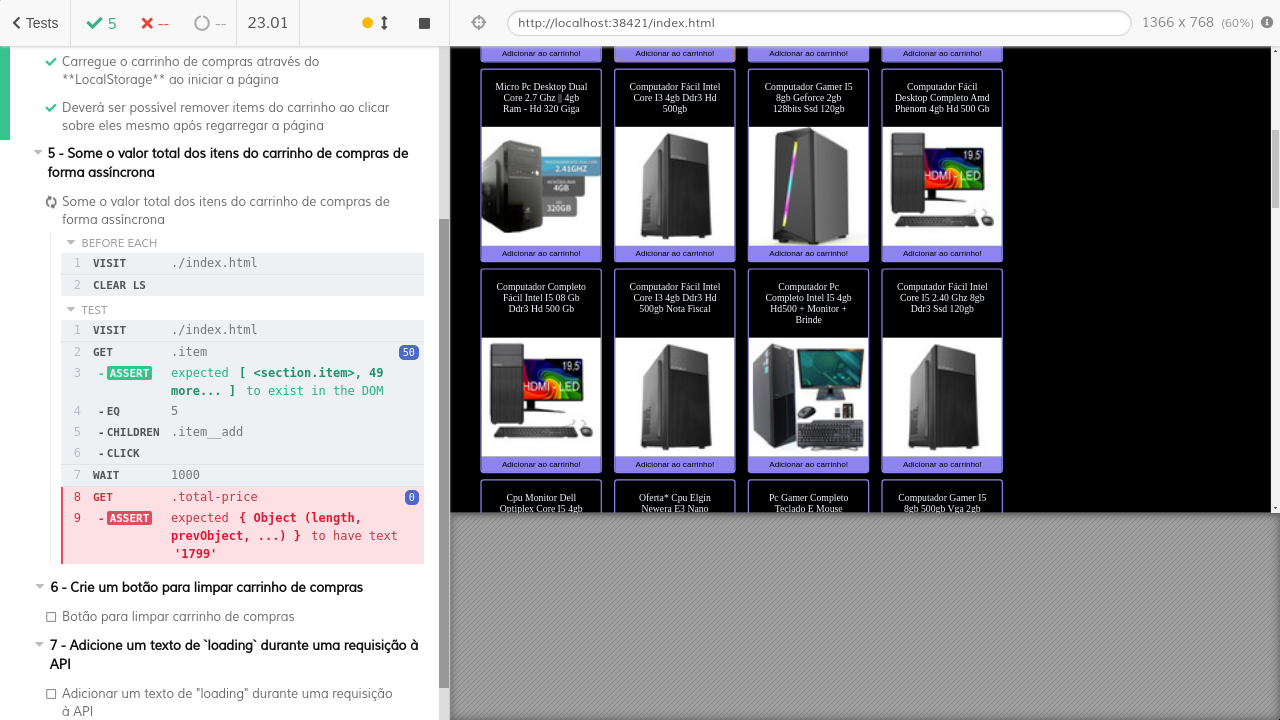 Tests
5
--
--
23.01
http://localhost:38421/index.html
1366 x 768 (60%)
Carregue o carrinho de compras através do
**LocalStorage** ao iniciar a página
Deverá ser possível remover items do carrinho ao clicar
sobre eles mesmo após regarregar a página
5 - Some o valor total dos itens do carrinho de compras de
forma assíncrona
Some o valor total dos itens do carrinho de compras de
forma assíncrona
BEFORE EACH
1 VISIT ./index.html
2 CLEAR LS
TEST
1 VISIT ./index.html
2 GET .item 50
3 - ASSERT expected [ <section.item>, 49
more... ] to exist in the DOM
4 - EQ 5
5 - CHILDREN .item__add
6 - CLICK
7 WAIT 1000
8 GET .total-price 0
9 - ASSERT expected { Object (length,
prevObject, ...) } to have text
'1799'
6 - Crie um botão para limpar carrinho de compras
Botão para limpar carrinho de compras
7 - Adicione um texto de `loading` durante uma requisição à
API
Adicionar um texto de "loading" durante uma requisição
à API
Adicionar ao carrinho! Adicionar ao carrinho! Adicionar ao carrinho! Adicionar ao carrinho!
Micro Pc Desktop Dual
Core 2.7 Ghz || 4gb
Ram - Hd 320 Giga
2.41GHZ
4GB
320GB
Adicionar ao carrinho!
Computador Fácil Intel
Core I3 4gb Ddr3 Hd
500gb
Adicionar ao carrinho!
Computador Gamer I5
8gb Geforce 2gb
128bits Ssd 120gb
Adicionar ao carrinho!
Computador Fácil
Desktop Completo Amd
Phenom 4gb Hd 500 Gb
19,5"
HDMI - LED
Adicionar ao carrinho!
Computador Completo
Fácil Intel I5 08 Gb
Ddr3 Hd 500 Gb
19,5"
HDMI - LED
Adicionar ao carrinho!
Computador Fácil Intel
Core I3 4gb Ddr3 Hd
500gb Nota Fiscal
Adicionar ao carrinho!
Computador Pc
Completo Intel I5 4gb
Hd500 + Monitor +
Brinde
Adicionar ao carrinho!
Computador Fácil Intel
Core I5 2.40 Ghz 8gb
Ddr3 Ssd 120gb
Adicionar ao carrinho!
Cpu Monitor Dell
Optiplex Core I5 4gb
Oferta* Cpu Elgin
Newera E3 Nano
Pc Gamer Completo
Teclado E Mouse
Computador Gamer I5
8gb 500gb Vga 2gb